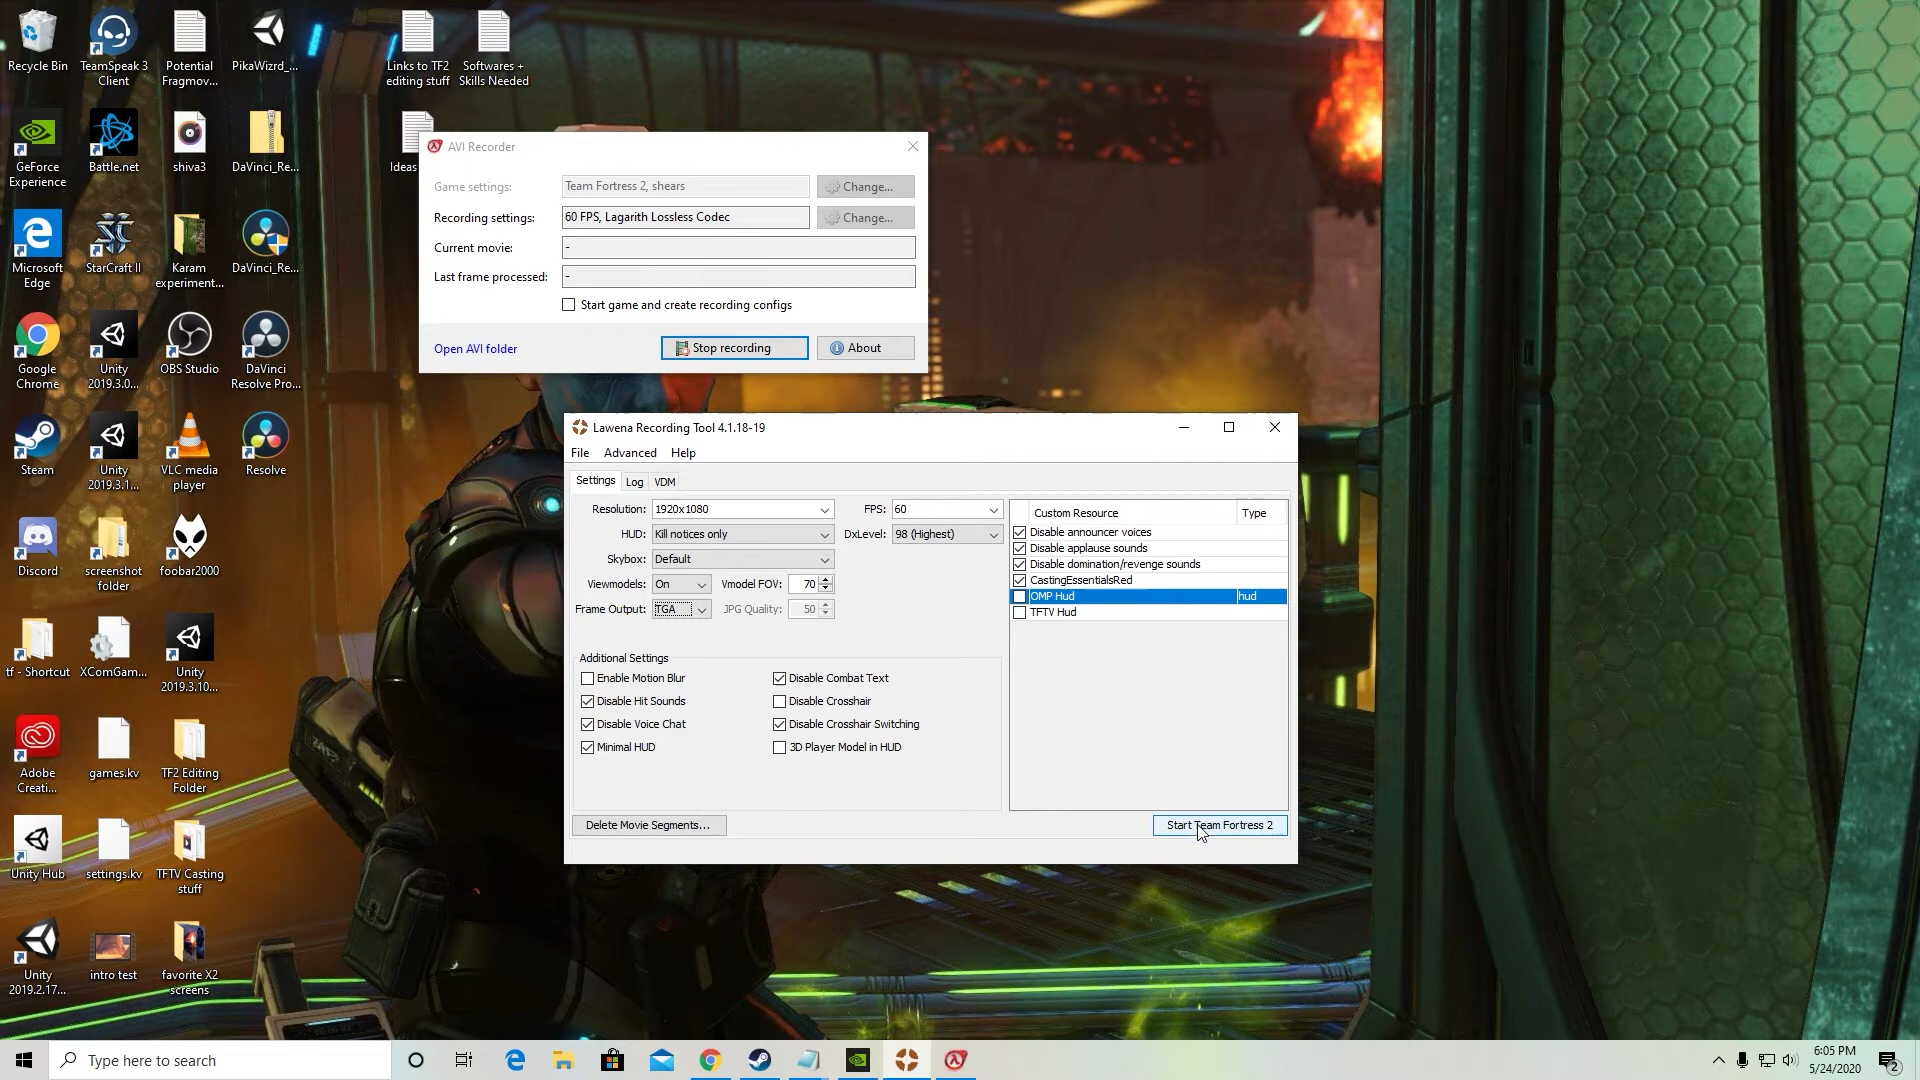 Recycle Bin
TeamSpeak 3
Client
Potential
Fragmov...
PikaWizrd_...
Links to TF2
editing stuff
Softwares +
Skills Needed
GeForce
Experience
Battle.net
shiva3
DaVinci_Re...
Ideas
Microsoft
Edge
StarCraft II
Karam
experiment...
DaVinci_Re...
Google
Chrome
Unity
2019.3.0...
OBS Studio
DaVinci
Resolve Pro...
Steam
Unity
2019.3.1...
VLC media
player
Resolve
Discord
screenshot
folder
foobar2000
tf - Shortcut
XComGam...
Unity
2019.3.10...
Adobe
Creati...
games.kv
TF2 Editing
Folder
Unity Hub
settings.kv
TFTV Casting
stuff
Unity
2019.2.17...
intro test
favorite X2
screens
AVI Recorder
Game settings:
Team Fortress 2, shears
Change...
Recording settings:
60 FPS, Lagarith Lossless Codec
Change...
Current movie:
-
Last frame processed:
-
Start game and create recording configs
Open AVI folder
Stop recording
About
Lawena Recording Tool 4.1.18-19
File Advanced Help
Settings Log VDM
Resolution: 1920x1080 FPS: 60
HUD: Kill notices only DxLevel: 98 (Highest)
Skybox: Default
Viewmodels: On Vmodel FOV: 70
Frame Output: TGA JPG Quality: 50
Additional Settings
Enable Motion Blur Disable Combat Text
Disable Hit Sounds Disable Crosshair
Disable Voice Chat Disable Crosshair Switching
Minimal HUD 3D Player Model in HUD
Custom Resource Type
Disable announcer voices
Disable applause sounds
Disable domination/revenge sounds
CastingEssentialsRed
OMP Hud hud
TFTV Hud
Delete Movie Segments...
Start Team Fortress 2
Type here to search
6:05 PM
5/24/2020
2